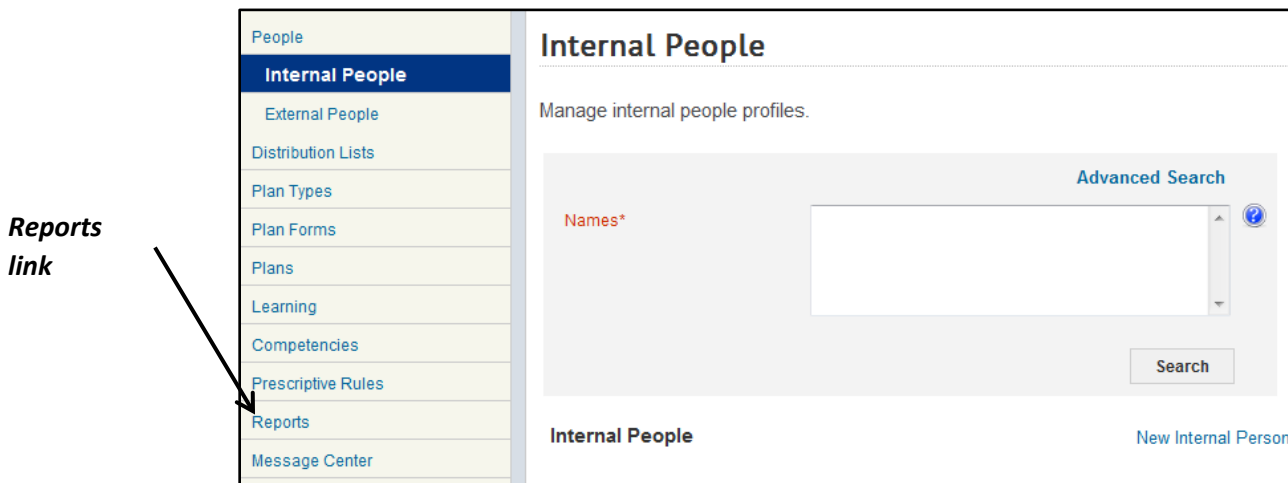 Reports
link
People
Internal People
External People
Distribution Lists
Plan Types
Plan Forms
Plans
Learning
Competencies
Prescriptive Rules
Reports
Message Center
Internal People
Manage internal people profiles.
Advanced Search
Names*
?
Search
Internal People
New Internal Person